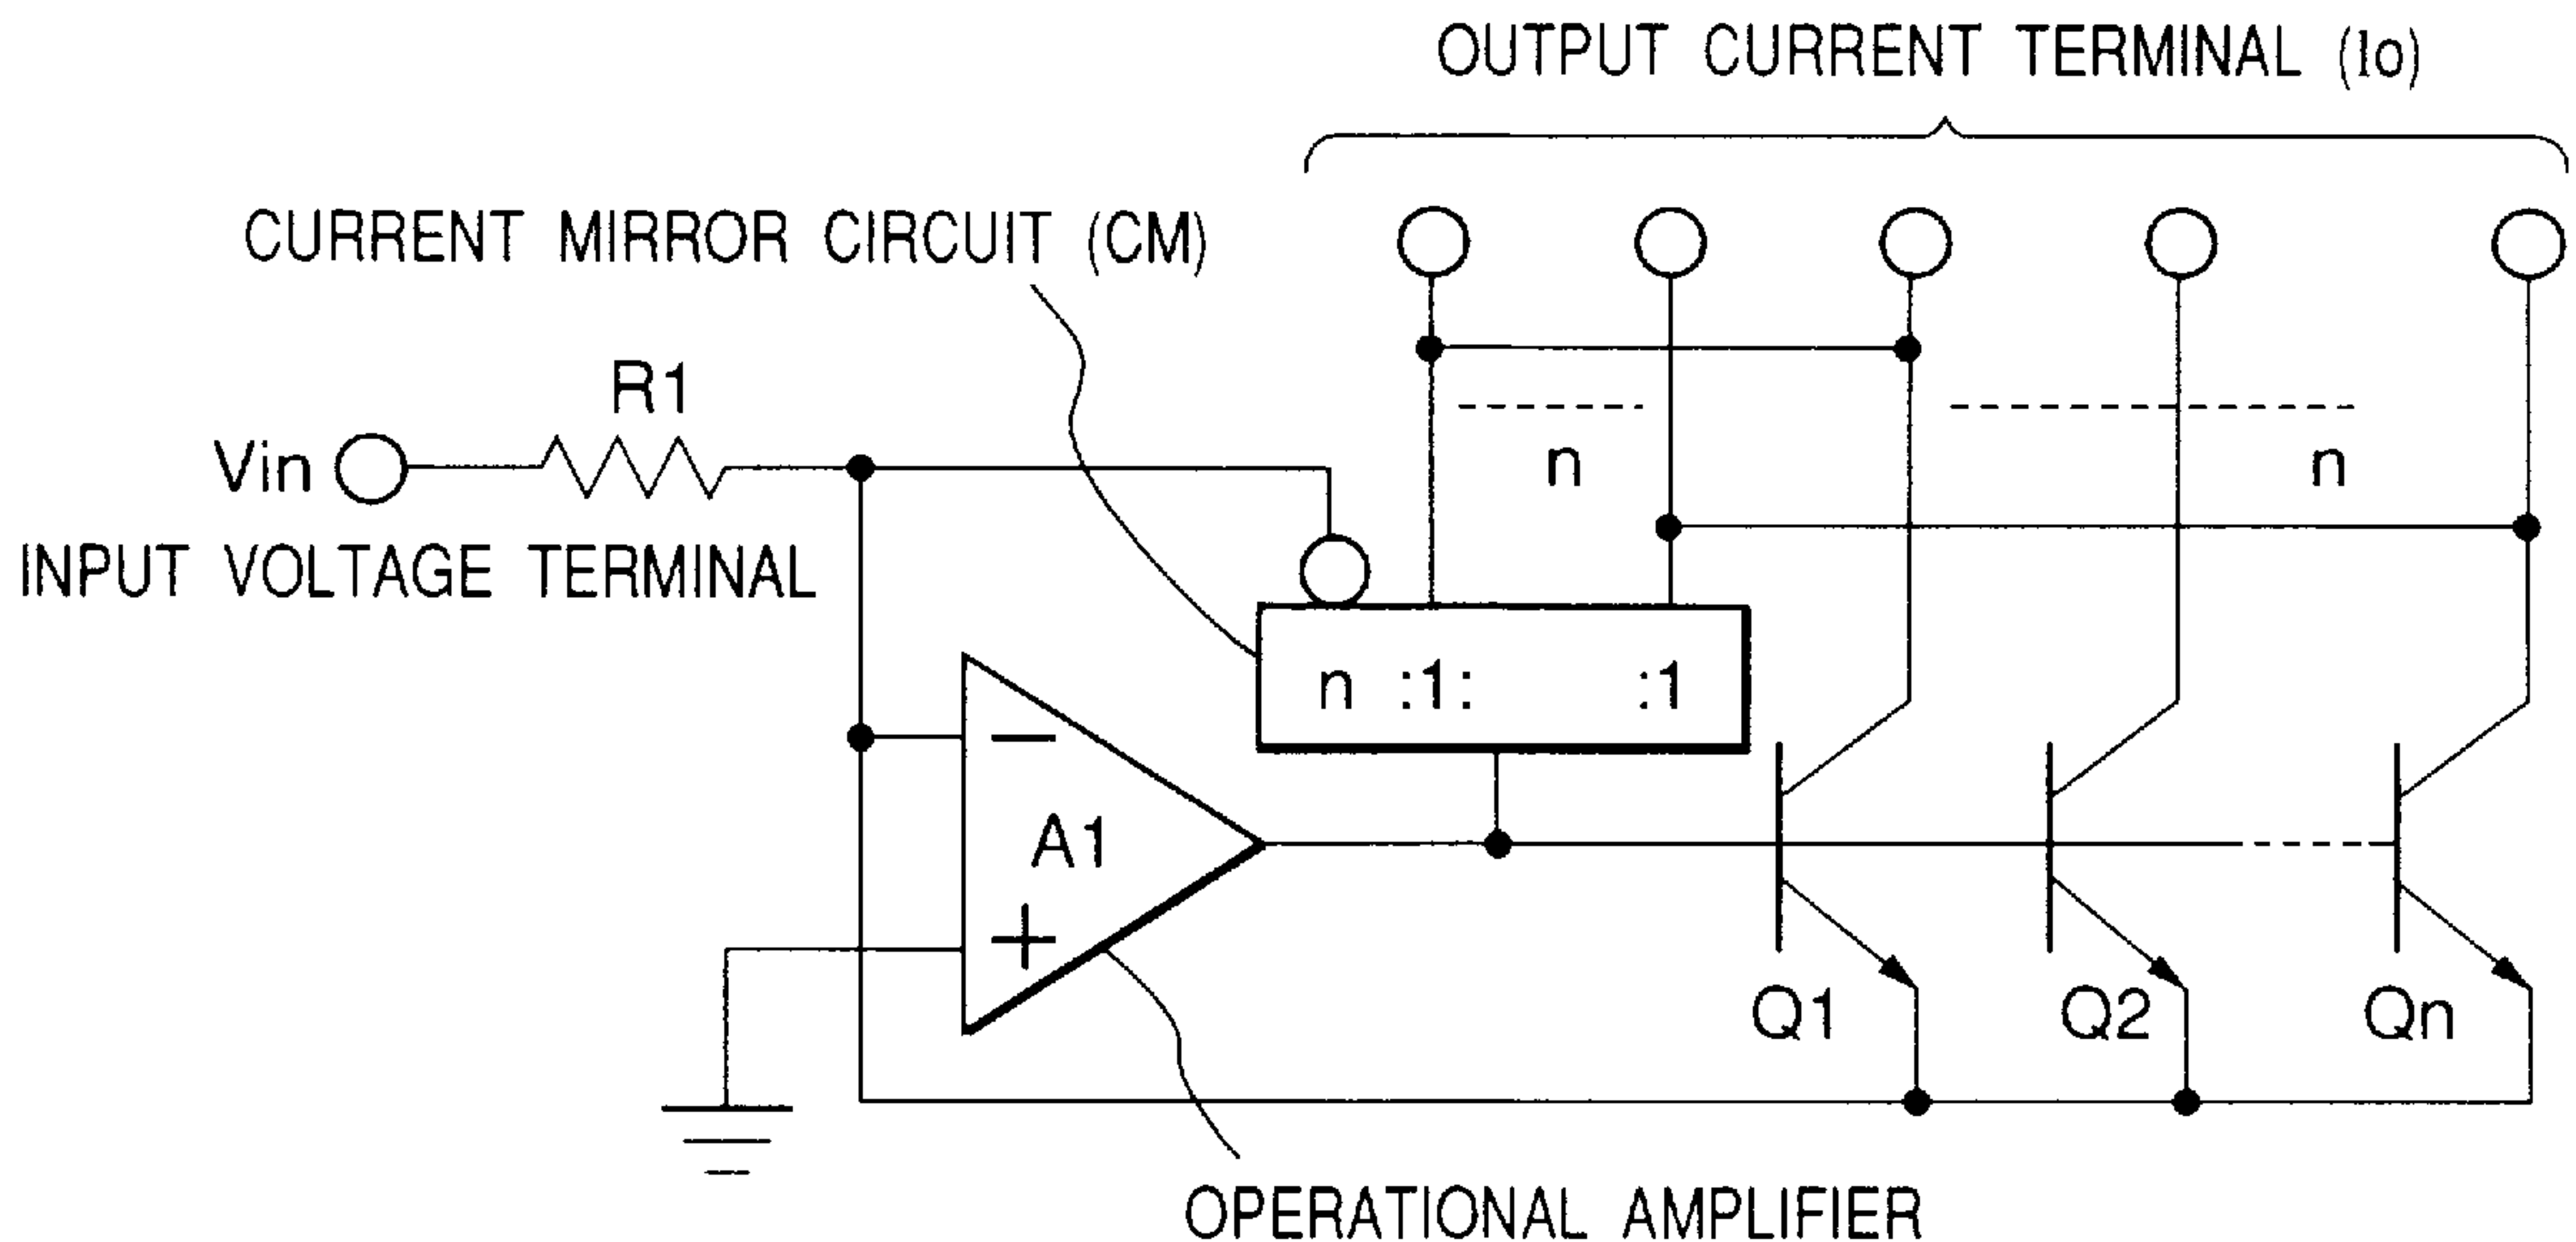 OUTPUT CURRENT TERMINAL (Io)
CURRENT MIRROR CIRCUIT (CM)
R1
Vin
n
n
INPUT VOLTAGE TERMINAL
n :1: :1
−
A1
+
Q1
Q2
Qn
OPERATIONAL AMPLIFIER